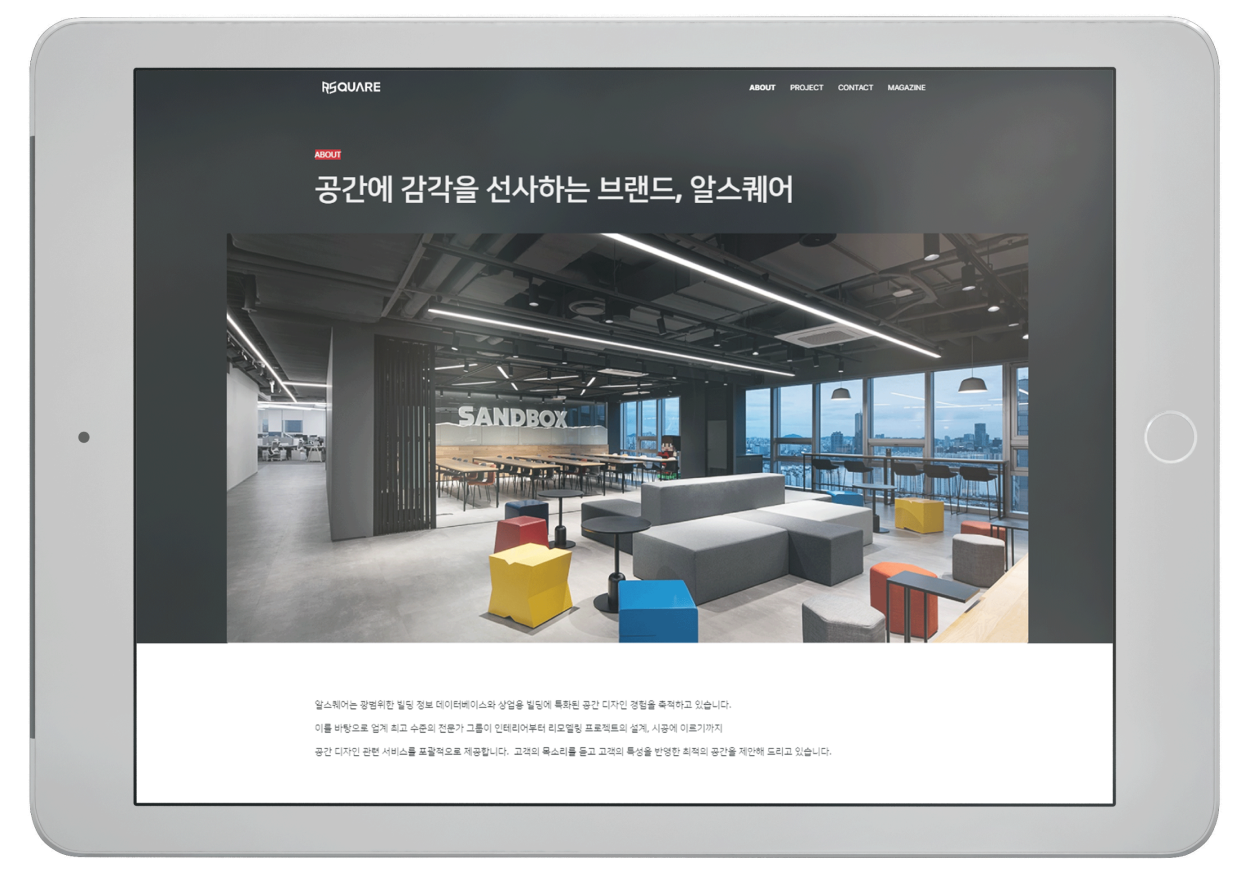 RSQUARE
ABOUT PROJECT CONTACT MAGAZINE
ABOUT
공간에 감각을 선사하는 브랜드, 알스퀘어
SANDBOX
알스퀘어는 광범위한 빌딩 정보 데이터베이스와 상업용 빌딩에 특화된 공간 디자인 경험을 축적하고 있습니다.
이를 바탕으로 업계 최고 수준의 전문가 그룹이 인테리어부터 리모델링 프로젝트의 설계, 시공에 이르기까지
공간 디자인 관련 서비스를 포괄적으로 제공합니다. 고객의 목소리를 듣고 고객의 특성을 반영한 최적의 공간을 제안해 드리고 있습니다.